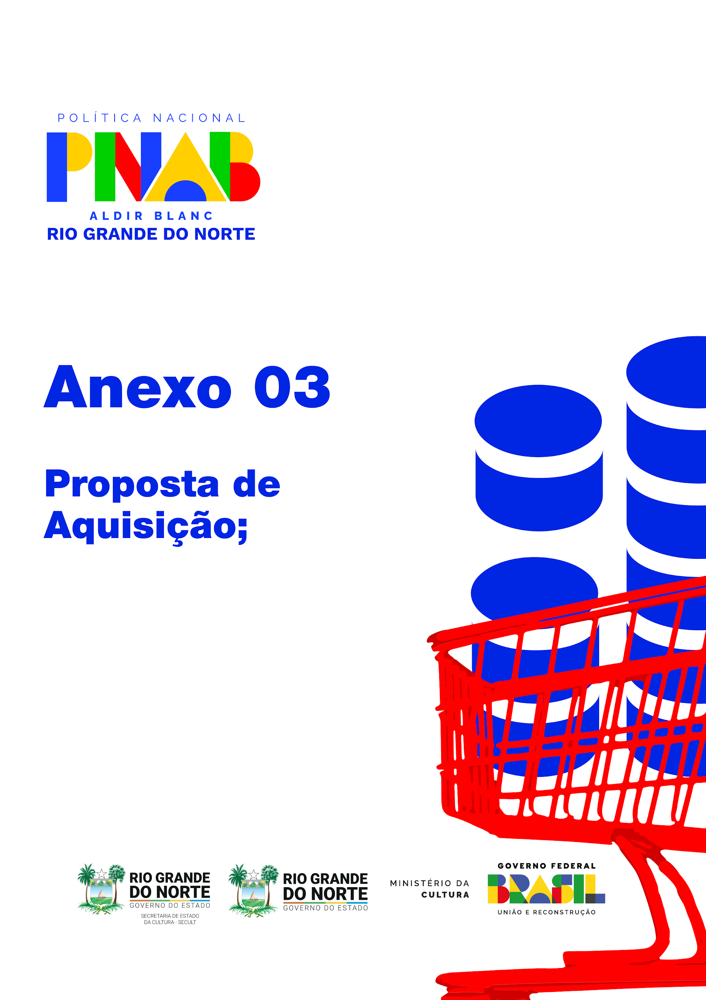 POLÍTICA NACIONAL
PNAB
ALDIR BLANC
RIO GRANDE DO NORTE
Anexo 03
Proposta de
Aquisição;
RIO GRANDE
DO NORTE
GOVERNO DO ESTADO
SECRETARIA DE ESTADO
DA CULTURA - SECULT
RIO GRANDE
DO NORTE
GOVERNO DO ESTADO
MINISTÉRIO DA
CULTURA
GOVERNO FEDERAL
BRASIL
UNIÃO E RECONSTRUÇÃO